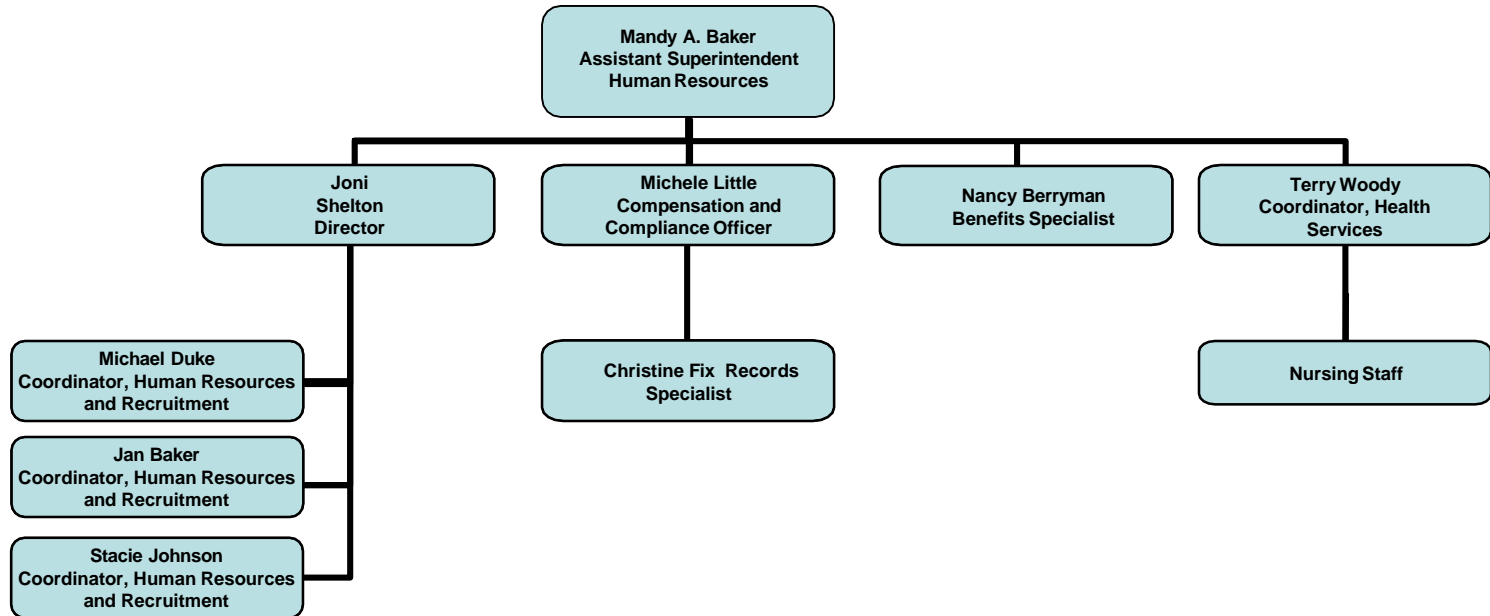 Mandy A. Baker
Assistant Superintendent
Human Resources
Joni
Shelton
Director
Michele Little
Compensation and
Compliance Officer
Nancy Berryman
Benefits Specialist
Terry Woody
Coordinator, Health
Services
Michael Duke
Coordinator, Human Resources
and Recruitment
Christine Fix Records
Specialist
Nursing Staff
Jan Baker
Coordinator, Human Resources
and Recruitment
Stacie Johnson
Coordinator, Human Resources
and Recruitment